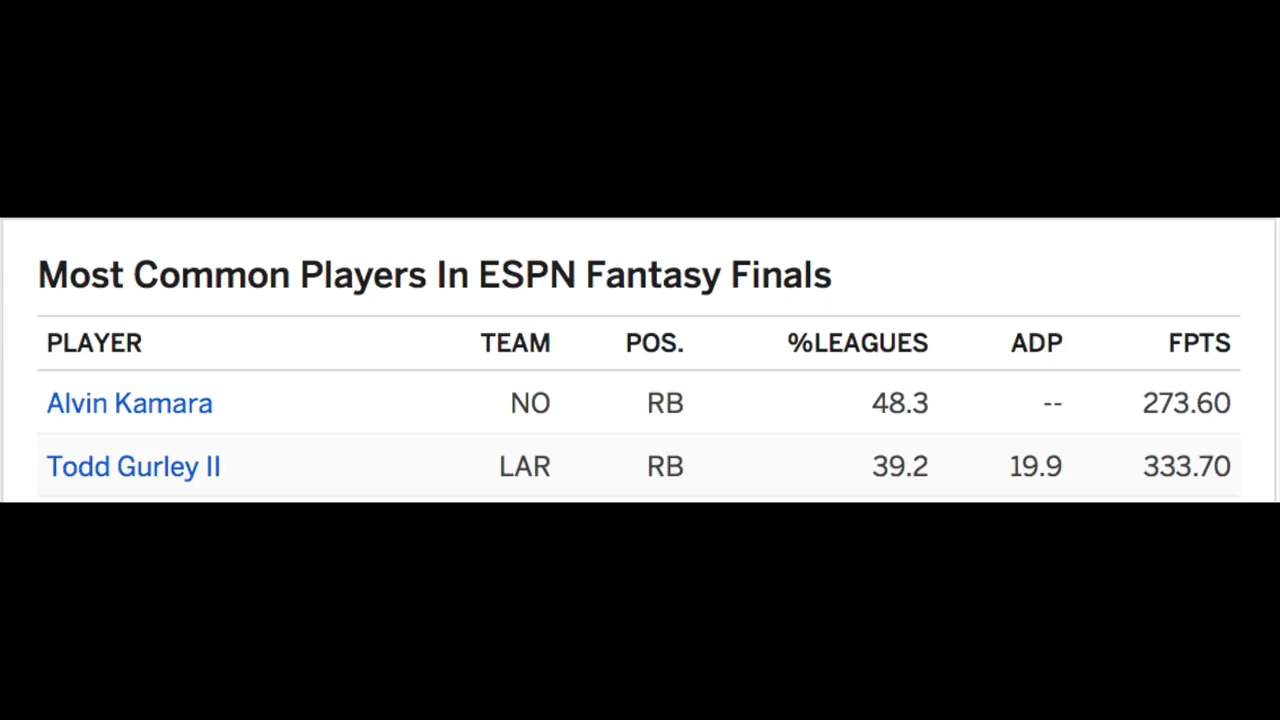 Most Common Players In ESPN Fantasy Finals
PLAYER TEAM POS. %LEAGUES ADP FPTS
Alvin Kamara NO RB 48.3 -- 273.60
Todd Gurley II LAR RB 39.2 19.9 333.70